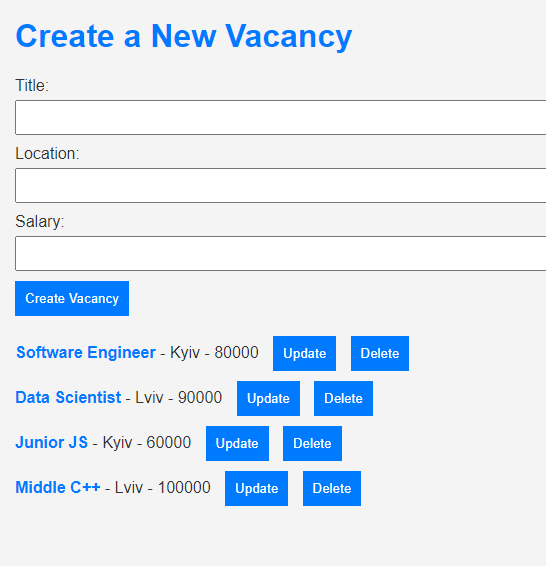 Create a New Vacancy
Title:
Location:
Salary:
Create Vacancy
Software Engineer - Kyiv - 80000 Update Delete
Data Scientist - Lviv - 90000 Update Delete
Junior JS - Kyiv - 60000 Update Delete
Middle C++ - Lviv - 100000 Update Delete